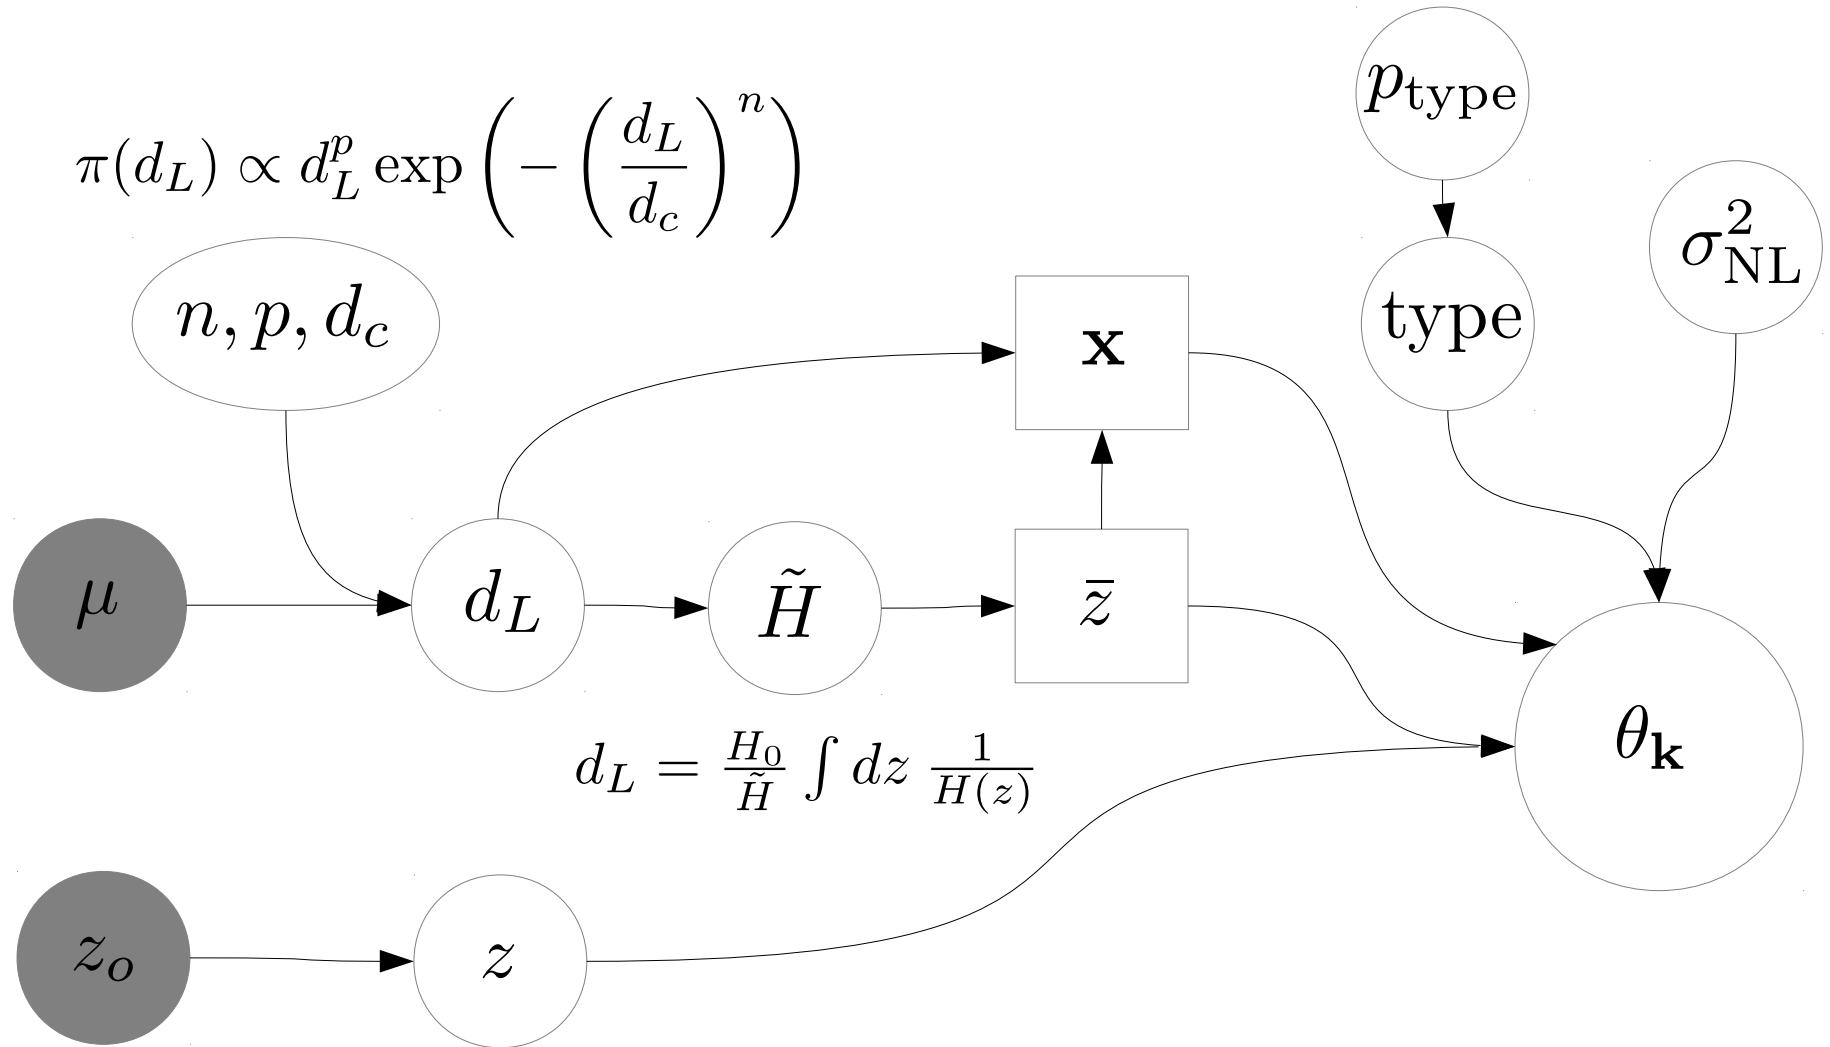 p_type
π(d_L) ∝ d_L^p exp(−(d_L/d_c)^n)
σ²_NL
n, p, d_c
type
x
μ
d_L
H̃
z̄
θ_k
d_L = H_0/H̃ ∫ dz 1/H(z)
z_o
z